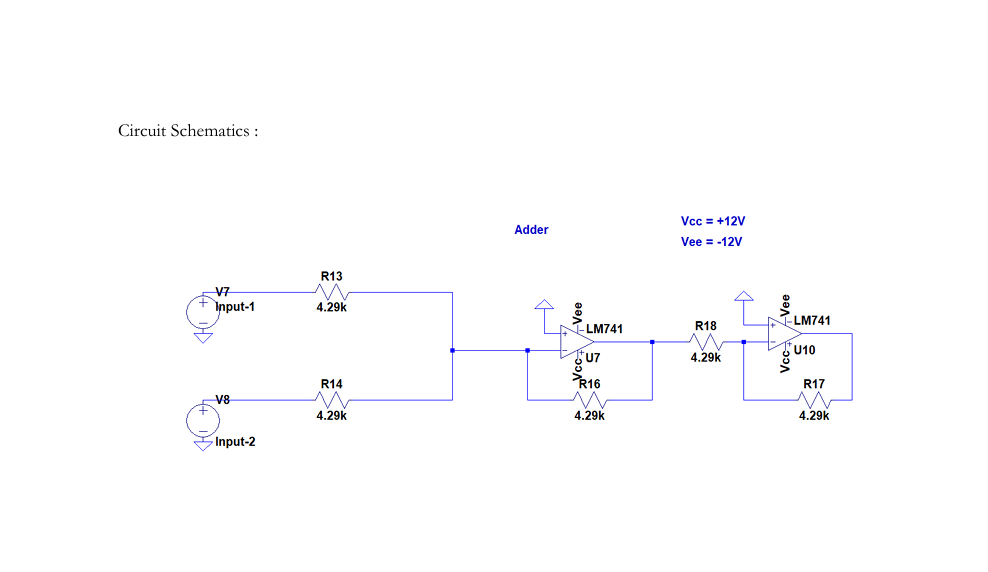 Circuit Schematics :
Vcc = +12V
Adder
Vee = -12V
R13
V7
Input-1
4.29k
Vee
LM741
U7
Vcc
R16
4.29k
R18
4.29k
Vee
LM741
U10
Vcc
R17
4.29k
R14
V8
4.29k
Input-2